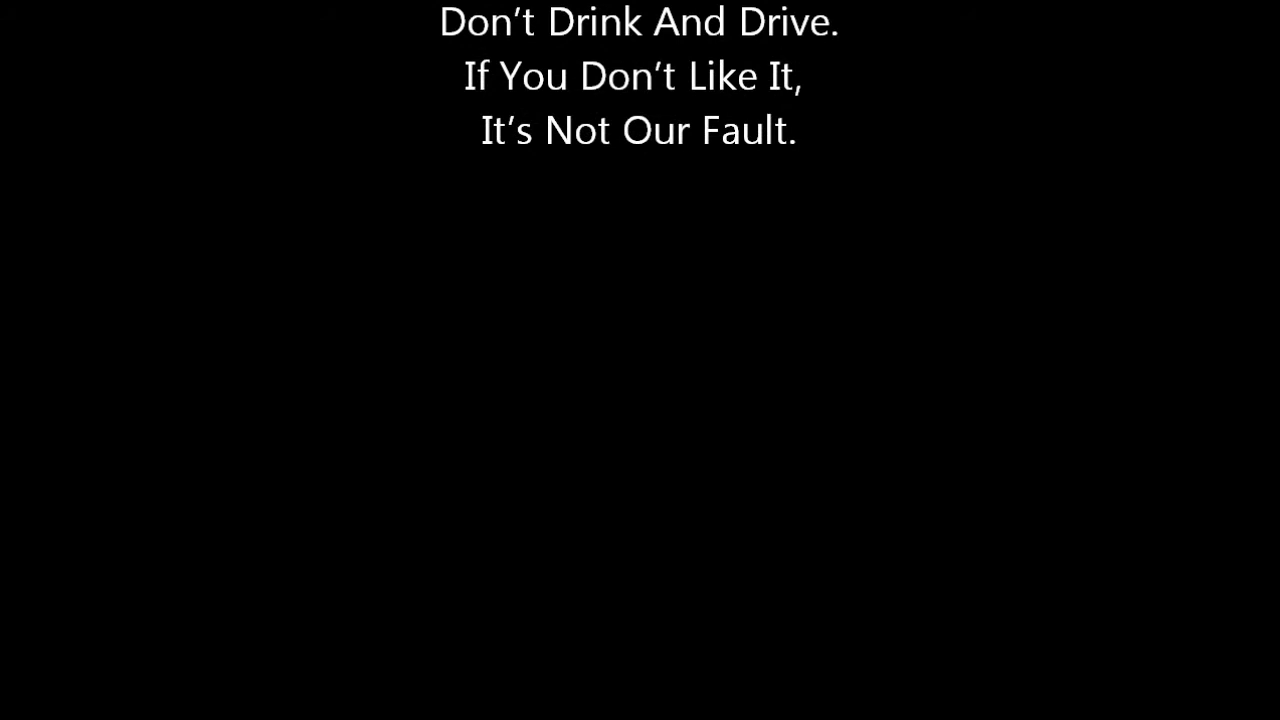 Don’t Drink And Drive.
If You Don’t Like It,
It’s Not Our Fault.